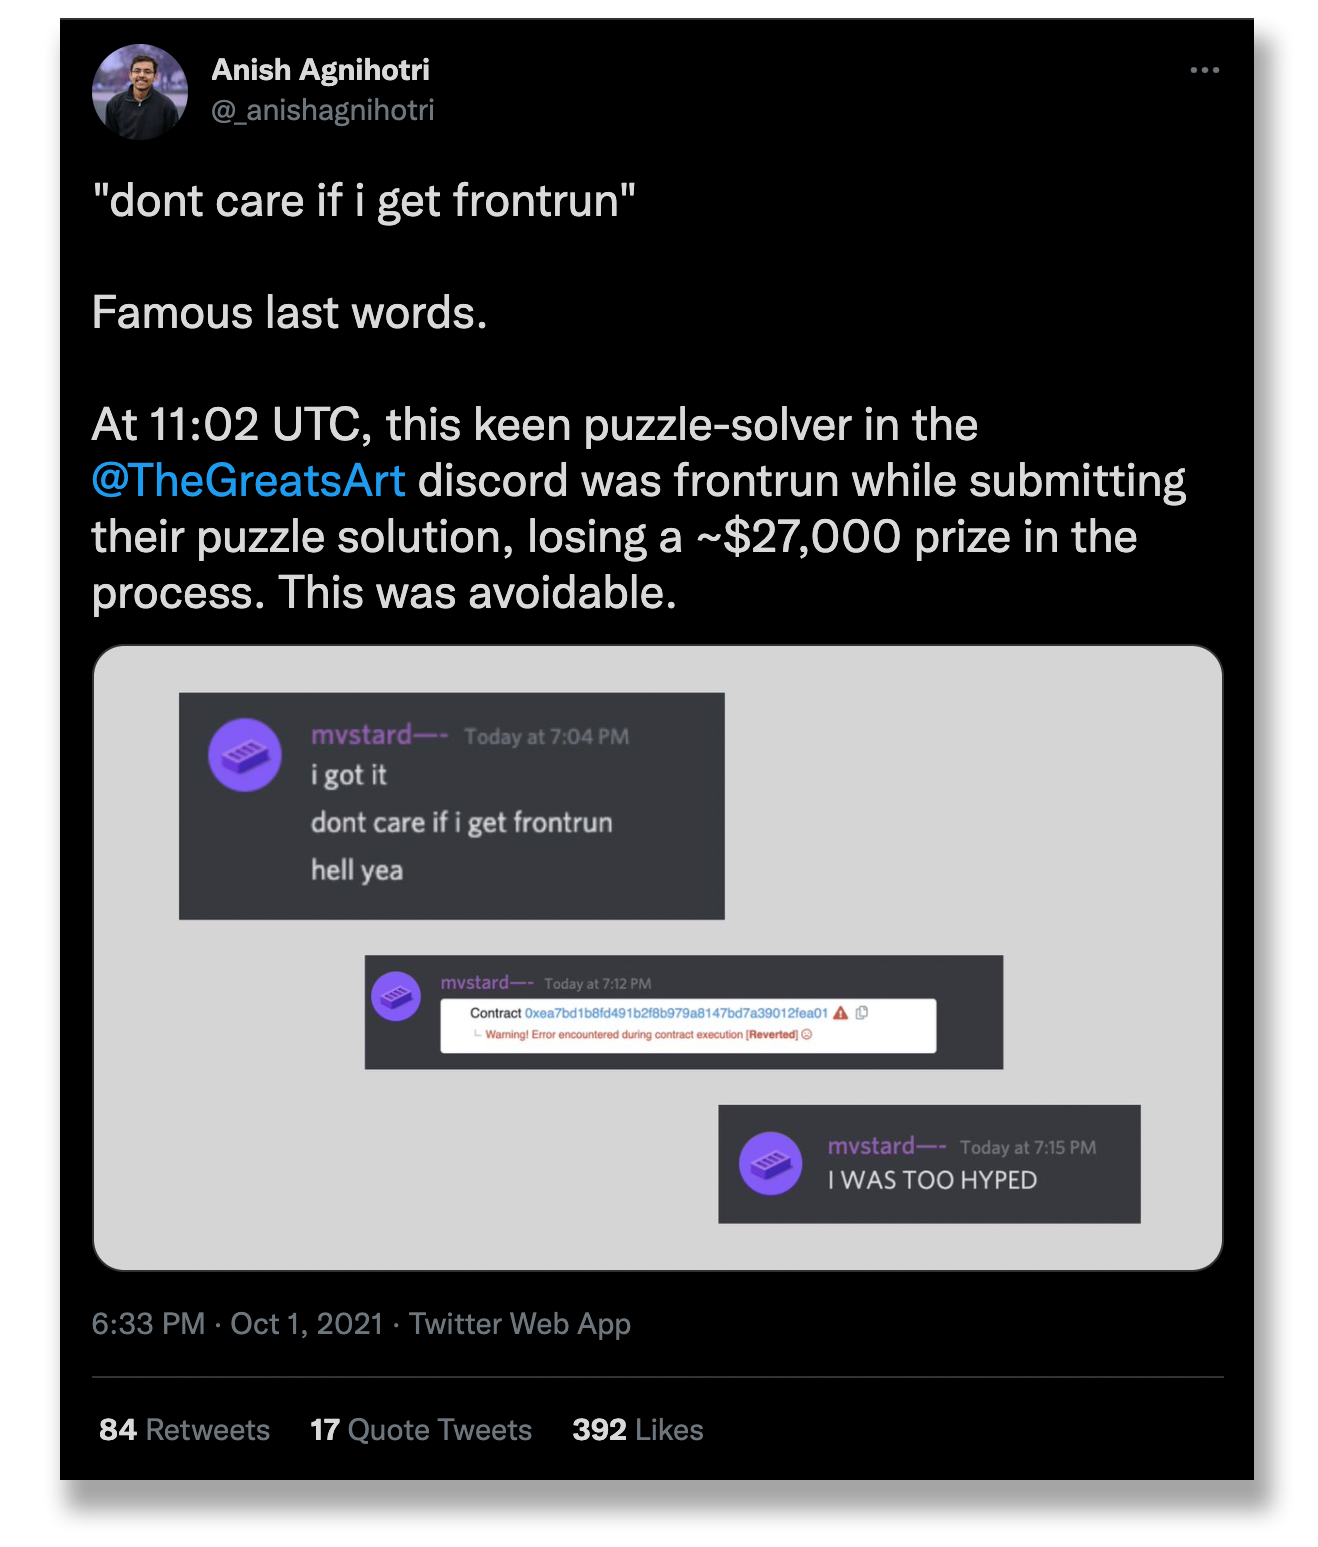 Anish Agnihotri
@_anishagnihotri
"dont care if i get frontrun"
Famous last words.
At 11:02 UTC, this keen puzzle-solver in the
@TheGreatsArt discord was frontrun while submitting
their puzzle solution, losing a ~$27,000 prize in the
process. This was avoidable.
mvstard—- Today at 7:04 PM
i got it
dont care if i get frontrun
hell yea
mvstard—- Today at 7:12 PM
Contract 0xea7bd1b8fd491b2f8b979a8147bd7a39012fea01
Warning! Error encountered during contract execution [Reverted]
mvstard—- Today at 7:15 PM
I WAS TOO HYPED
6:33 PM · Oct 1, 2021 · Twitter Web App
84 Retweets 17 Quote Tweets 392 Likes